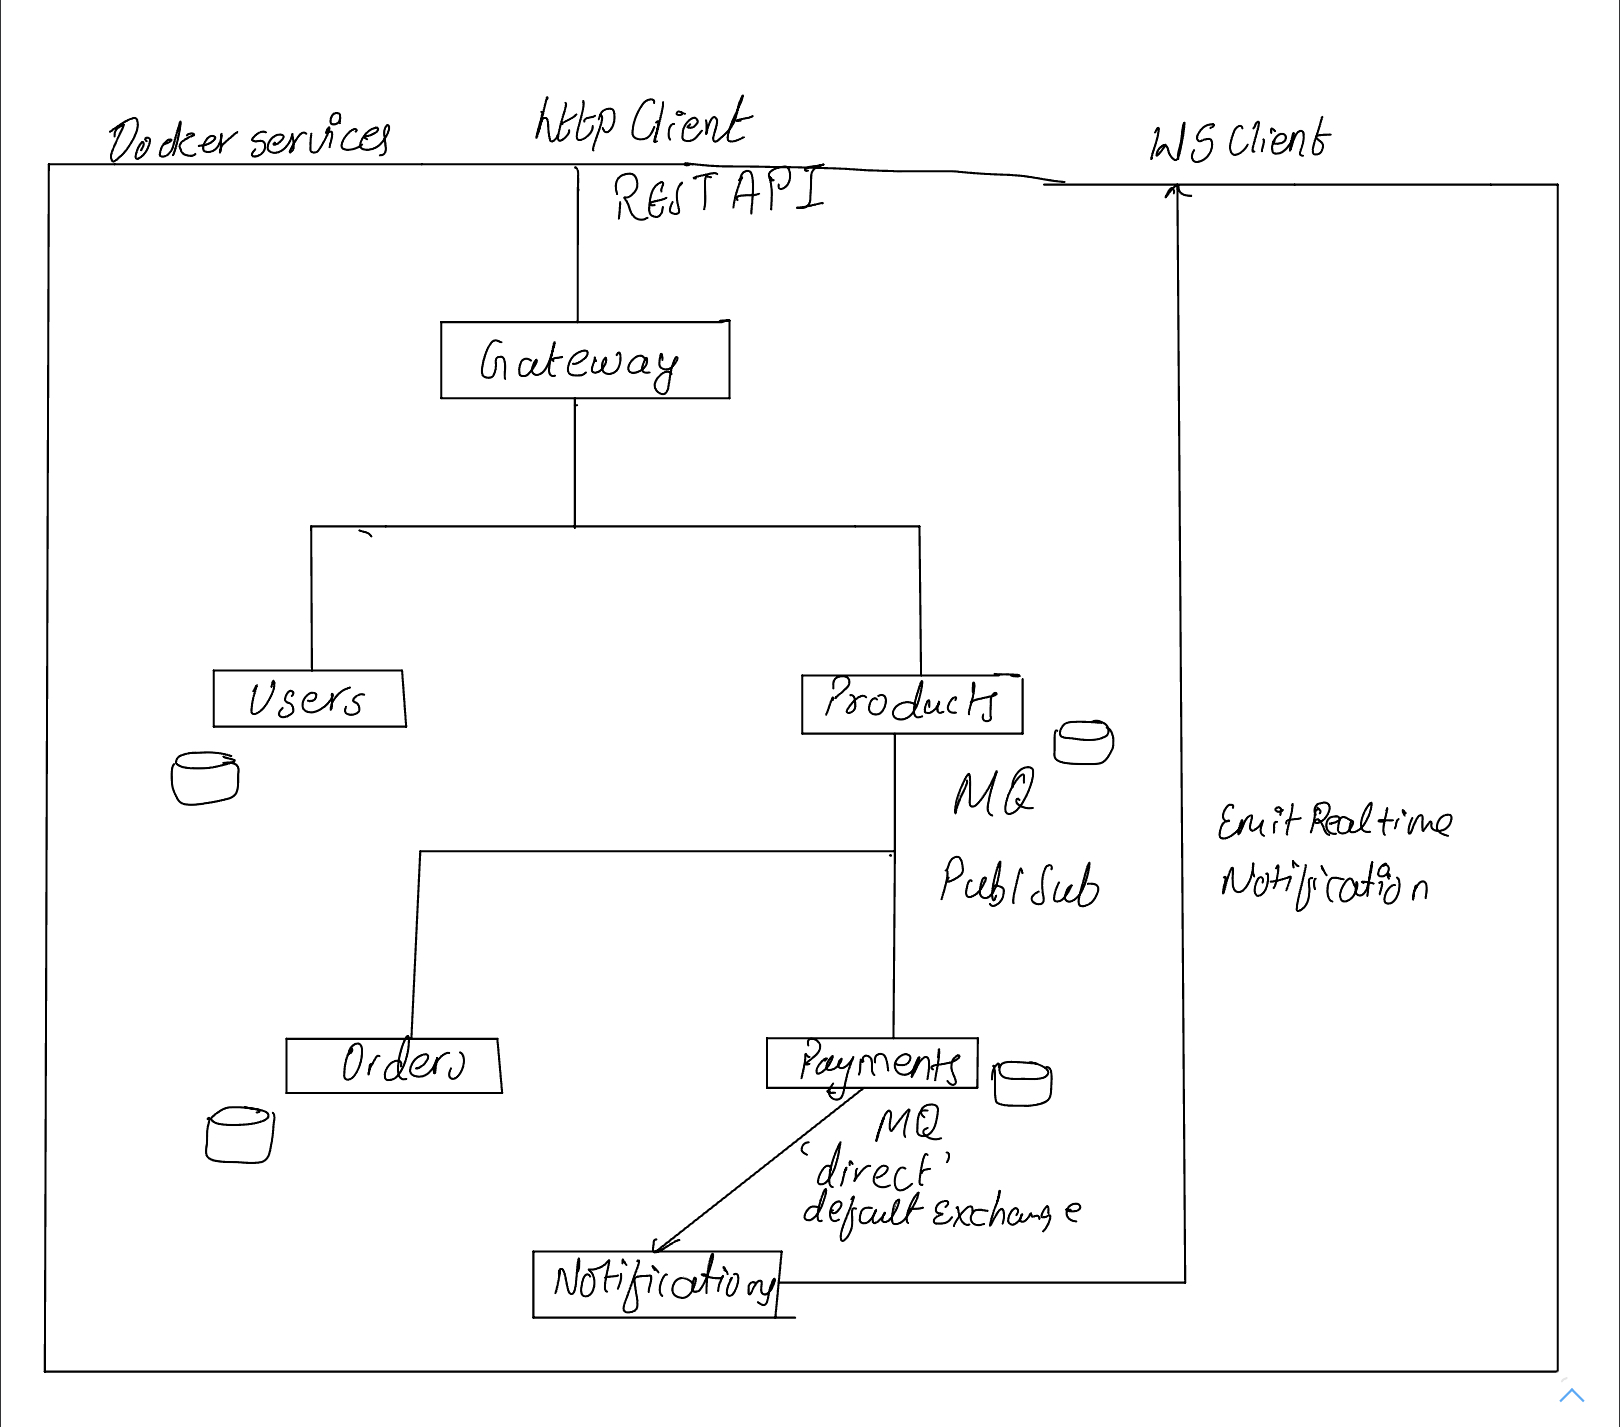 Docker services
http Client
WS Client
REST API
Gateway
Users
Products
MQ
Pub/Sub
Emit Realtime
Notification
Orders
Payments
MQ
'direct'
default Exchange
Notifications